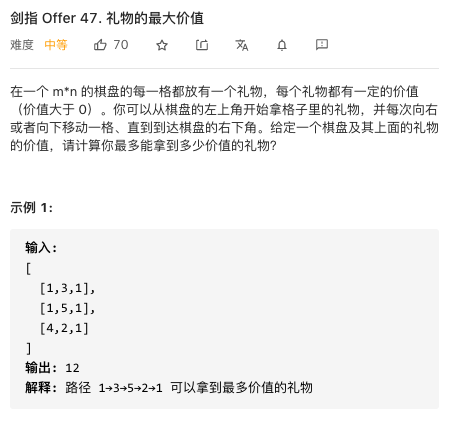 剑指 Offer 47. 礼物的最大价值
难度 中等 70
在一个 m*n 的棋盘的每一格都放有一个礼物，每个礼物都有一定的价值
（价值大于 0）。你可以从棋盘的左上角开始拿格子里的礼物，并每次向右
或者向下移动一格、直到到达棋盘的右下角。给定一个棋盘及其上面的礼物
的价值，请计算你最多能拿到多少价值的礼物？
示例 1:
输入:
[
[1,3,1],
[1,5,1],
[4,2,1]
]
输出: 12
解释: 路径 1→3→5→2→1 可以拿到最多价值的礼物